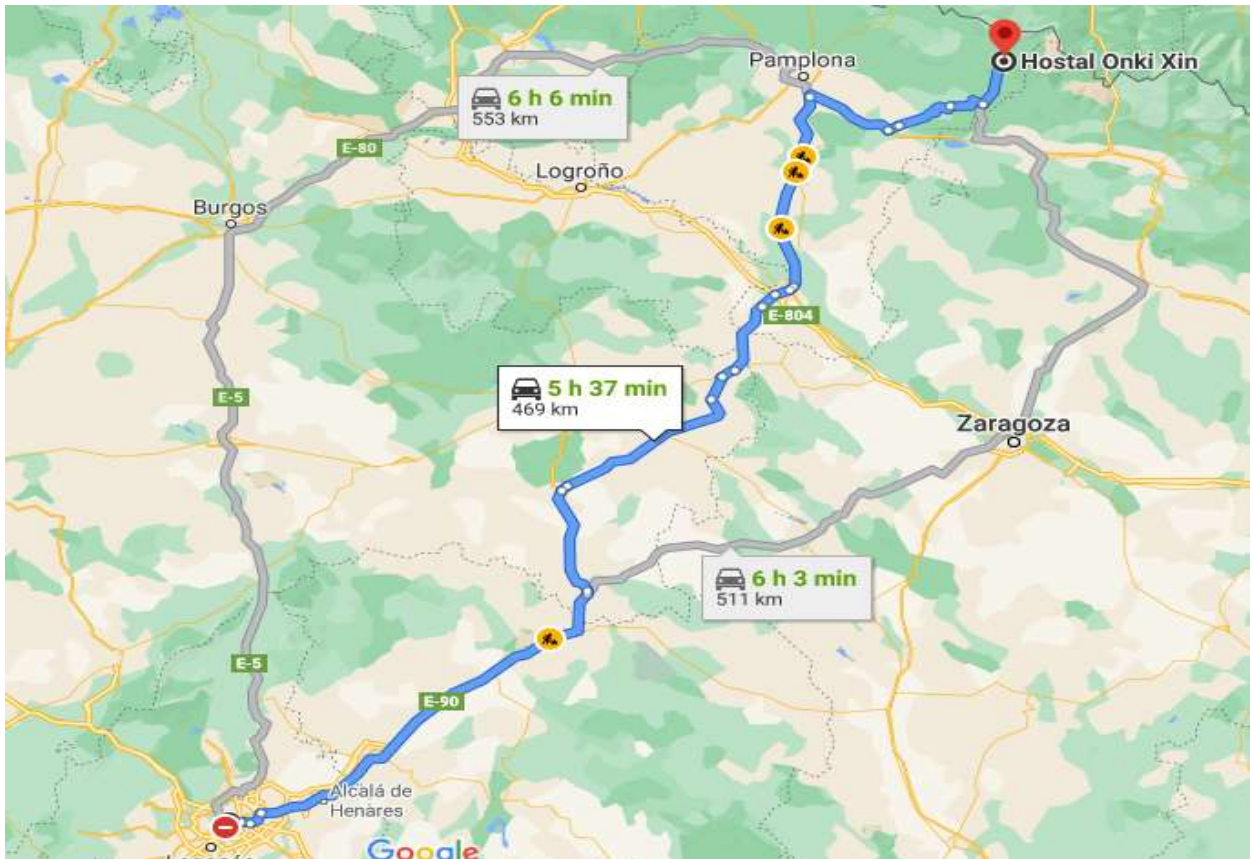 Pamplona
Hostal Onki Xin
6 h 6 min
553 km
E-80
Logroño
Burgos
E-804
5 h 37 min
469 km
E-5
Zaragoza
6 h 3 min
511 km
E-5
E-90
Alcalá de
Henares
Google